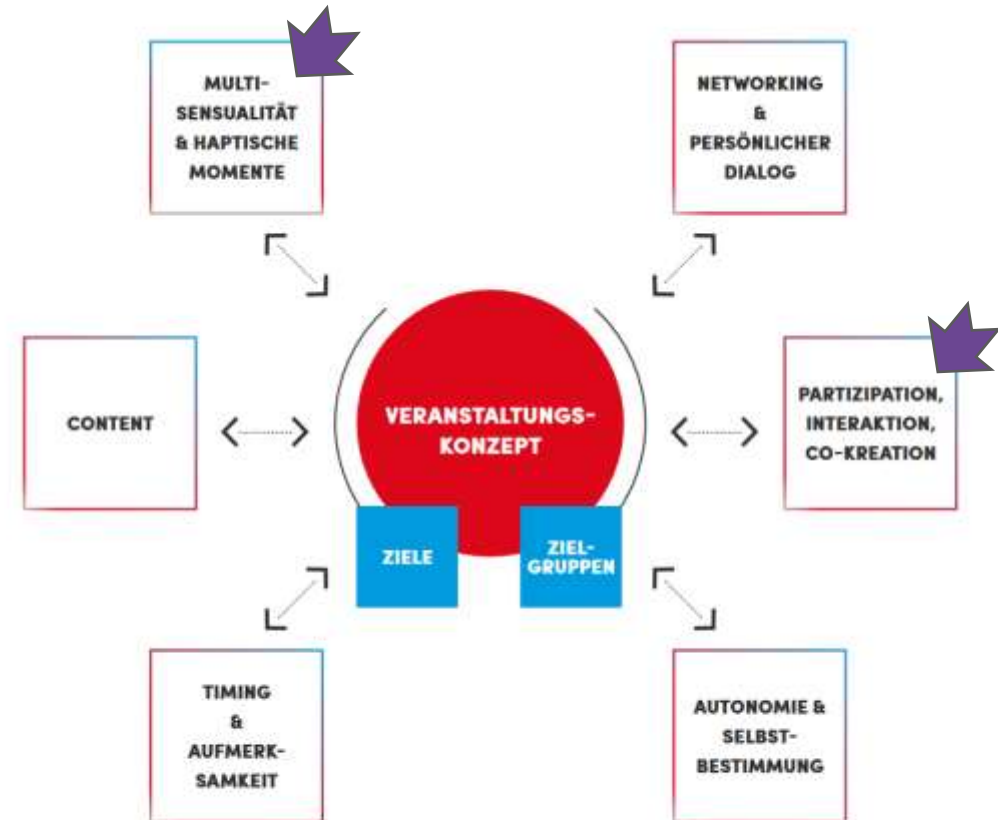 MULTI-
SENSUALITÄT
& HAPTISCHE
MOMENTE
NETWORKING
&
PERSÖNLICHER
DIALOG
CONTENT
VERANSTALTUNGS-
KONZEPT
PARTIZIPATION,
INTERAKTION,
CO-KREATION
ZIELE
ZIEL-
GRUPPEN
TIMING
&
AUFMERK-
SAMKEIT
AUTONOMIE &
SELBST-
BESTIMMUNG